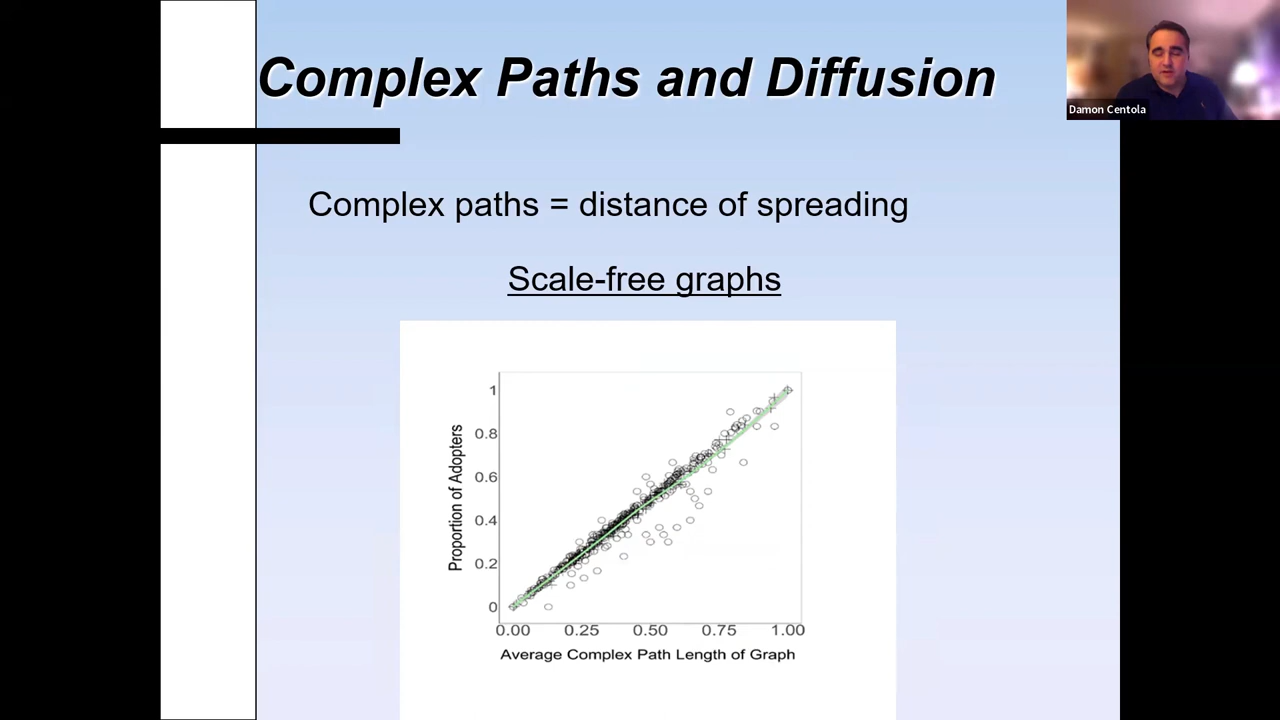 Complex Paths and Diffusion
Damon Centola
Complex paths = distance of spreading
Scale-free graphs
Proportion of Adopters
1
0.8
0.6
0.4
0.2
0
0.00 0.25 0.50 0.75 1.00
Average Complex Path Length of Graph